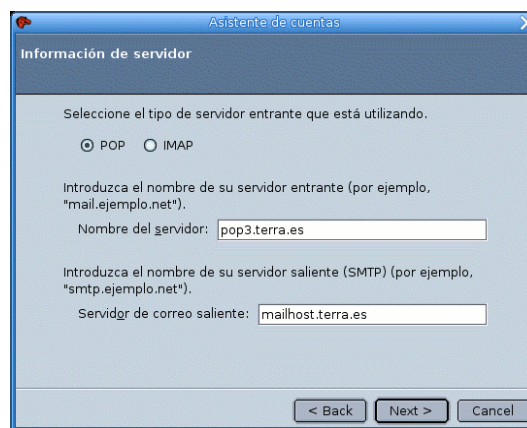 Asistente de cuentas
Información de servidor
Seleccione el tipo de servidor entrante que está utilizando.
POP IMAP
Introduzca el nombre de su servidor entrante (por ejemplo,
"mail.ejemplo.net").
Nombre del servidor: pop3.terra.es
Introduzca el nombre de su servidor saliente (SMTP) (por ejemplo,
"smtp.ejemplo.net").
Servidor de correo saliente: mailhost.terra.es
< Back Next > Cancel